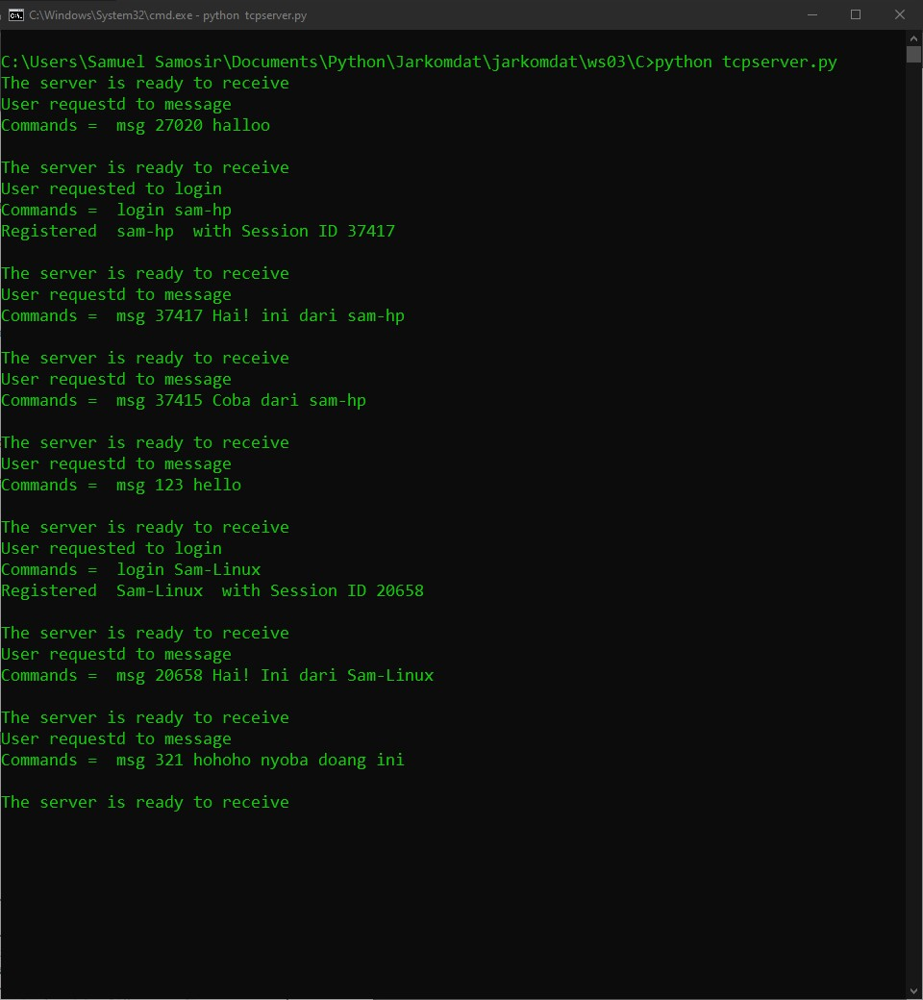 C:\Windows\System32\cmd.exe - python  tcpserver.py
C:\Users\Samuel Samosir\Documents\Python\Jarkomdat\jarkomdat\ws03\C>python tcpserver.py
The server is ready to receive
User requestd to message
Commands =  msg 27020 halloo
The server is ready to receive
User requested to login
Commands =  login sam-hp
Registered  sam-hp  with Session ID 37417
The server is ready to receive
User requestd to message
Commands =  msg 37417 Hai! ini dari sam-hp
The server is ready to receive
User requestd to message
Commands =  msg 37415 Coba dari sam-hp
The server is ready to receive
User requestd to message
Commands =  msg 123 hello
The server is ready to receive
User requested to login
Commands =  login Sam-Linux
Registered  Sam-Linux  with Session ID 20658
The server is ready to receive
User requestd to message
Commands =  msg 20658 Hai! Ini dari Sam-Linux
The server is ready to receive
User requestd to message
Commands =  msg 321 hohoho nyoba doang ini
The server is ready to receive